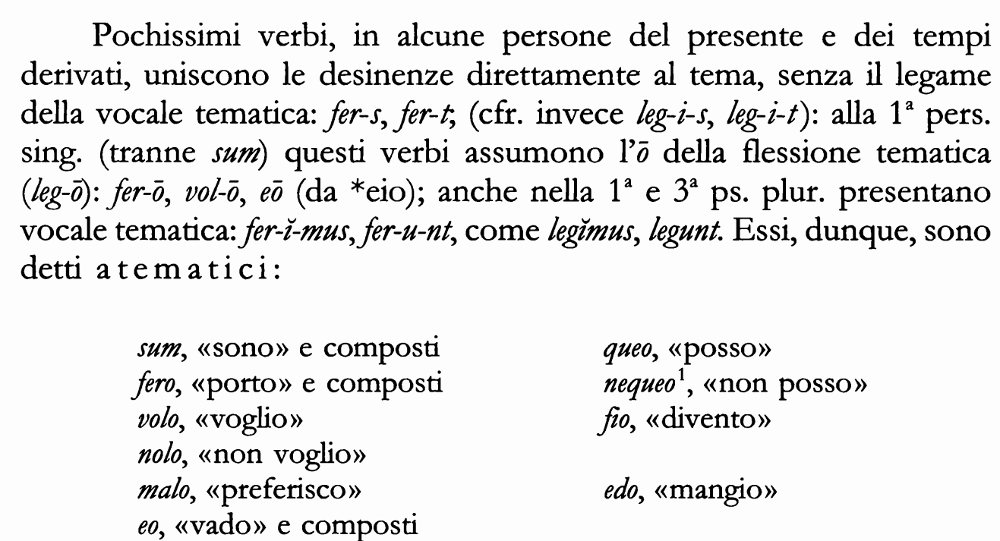 Pochissimi verbi, in alcune persone del presente e dei tempi
derivati, uniscono le desinenze direttamente al tema, senza il legame
della vocale tematica: fer-s, fer-t; (cfr. invece leg-i-s, leg-i-t): alla 1ª pers.
sing. (tranne sum) questi verbi assumono l'ō della flessione tematica
(leg-ō): fer-ō, vol-ō, eō (da *eio); anche nella 1ª e 3ª ps. plur. presentano
vocale tematica: fer-ĭ-mus, fer-u-nt, come legĭmus, legunt. Essi, dunque, sono
detti atematici:
sum, «sono» e composti
fero, «porto» e composti
volo, «voglio»
nolo, «non voglio»
malo, «preferisco»
eo, «vado» e composti
queo, «posso»
nequeo¹, «non posso»
fio, «divento»
edo, «mangio»